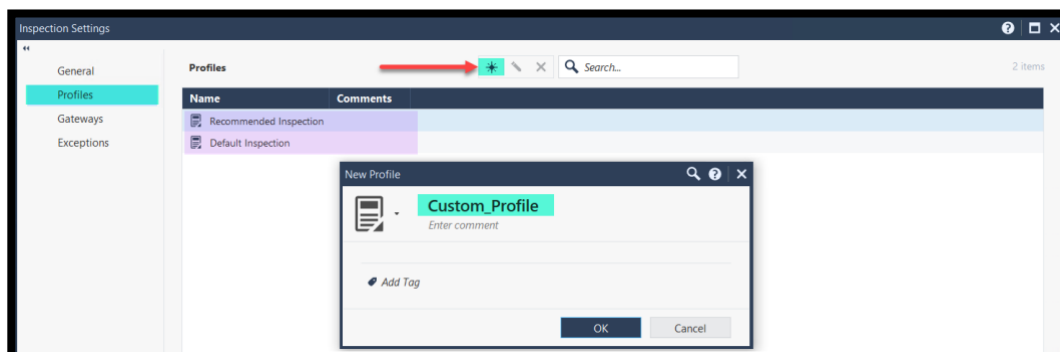 Inspection Settings
General
Profiles
Gateways
Exceptions
Profiles
Search...
2 items
Name Comments
Recommended Inspection
Default Inspection
New Profile
Custom_Profile
Enter comment
Add Tag
OK Cancel